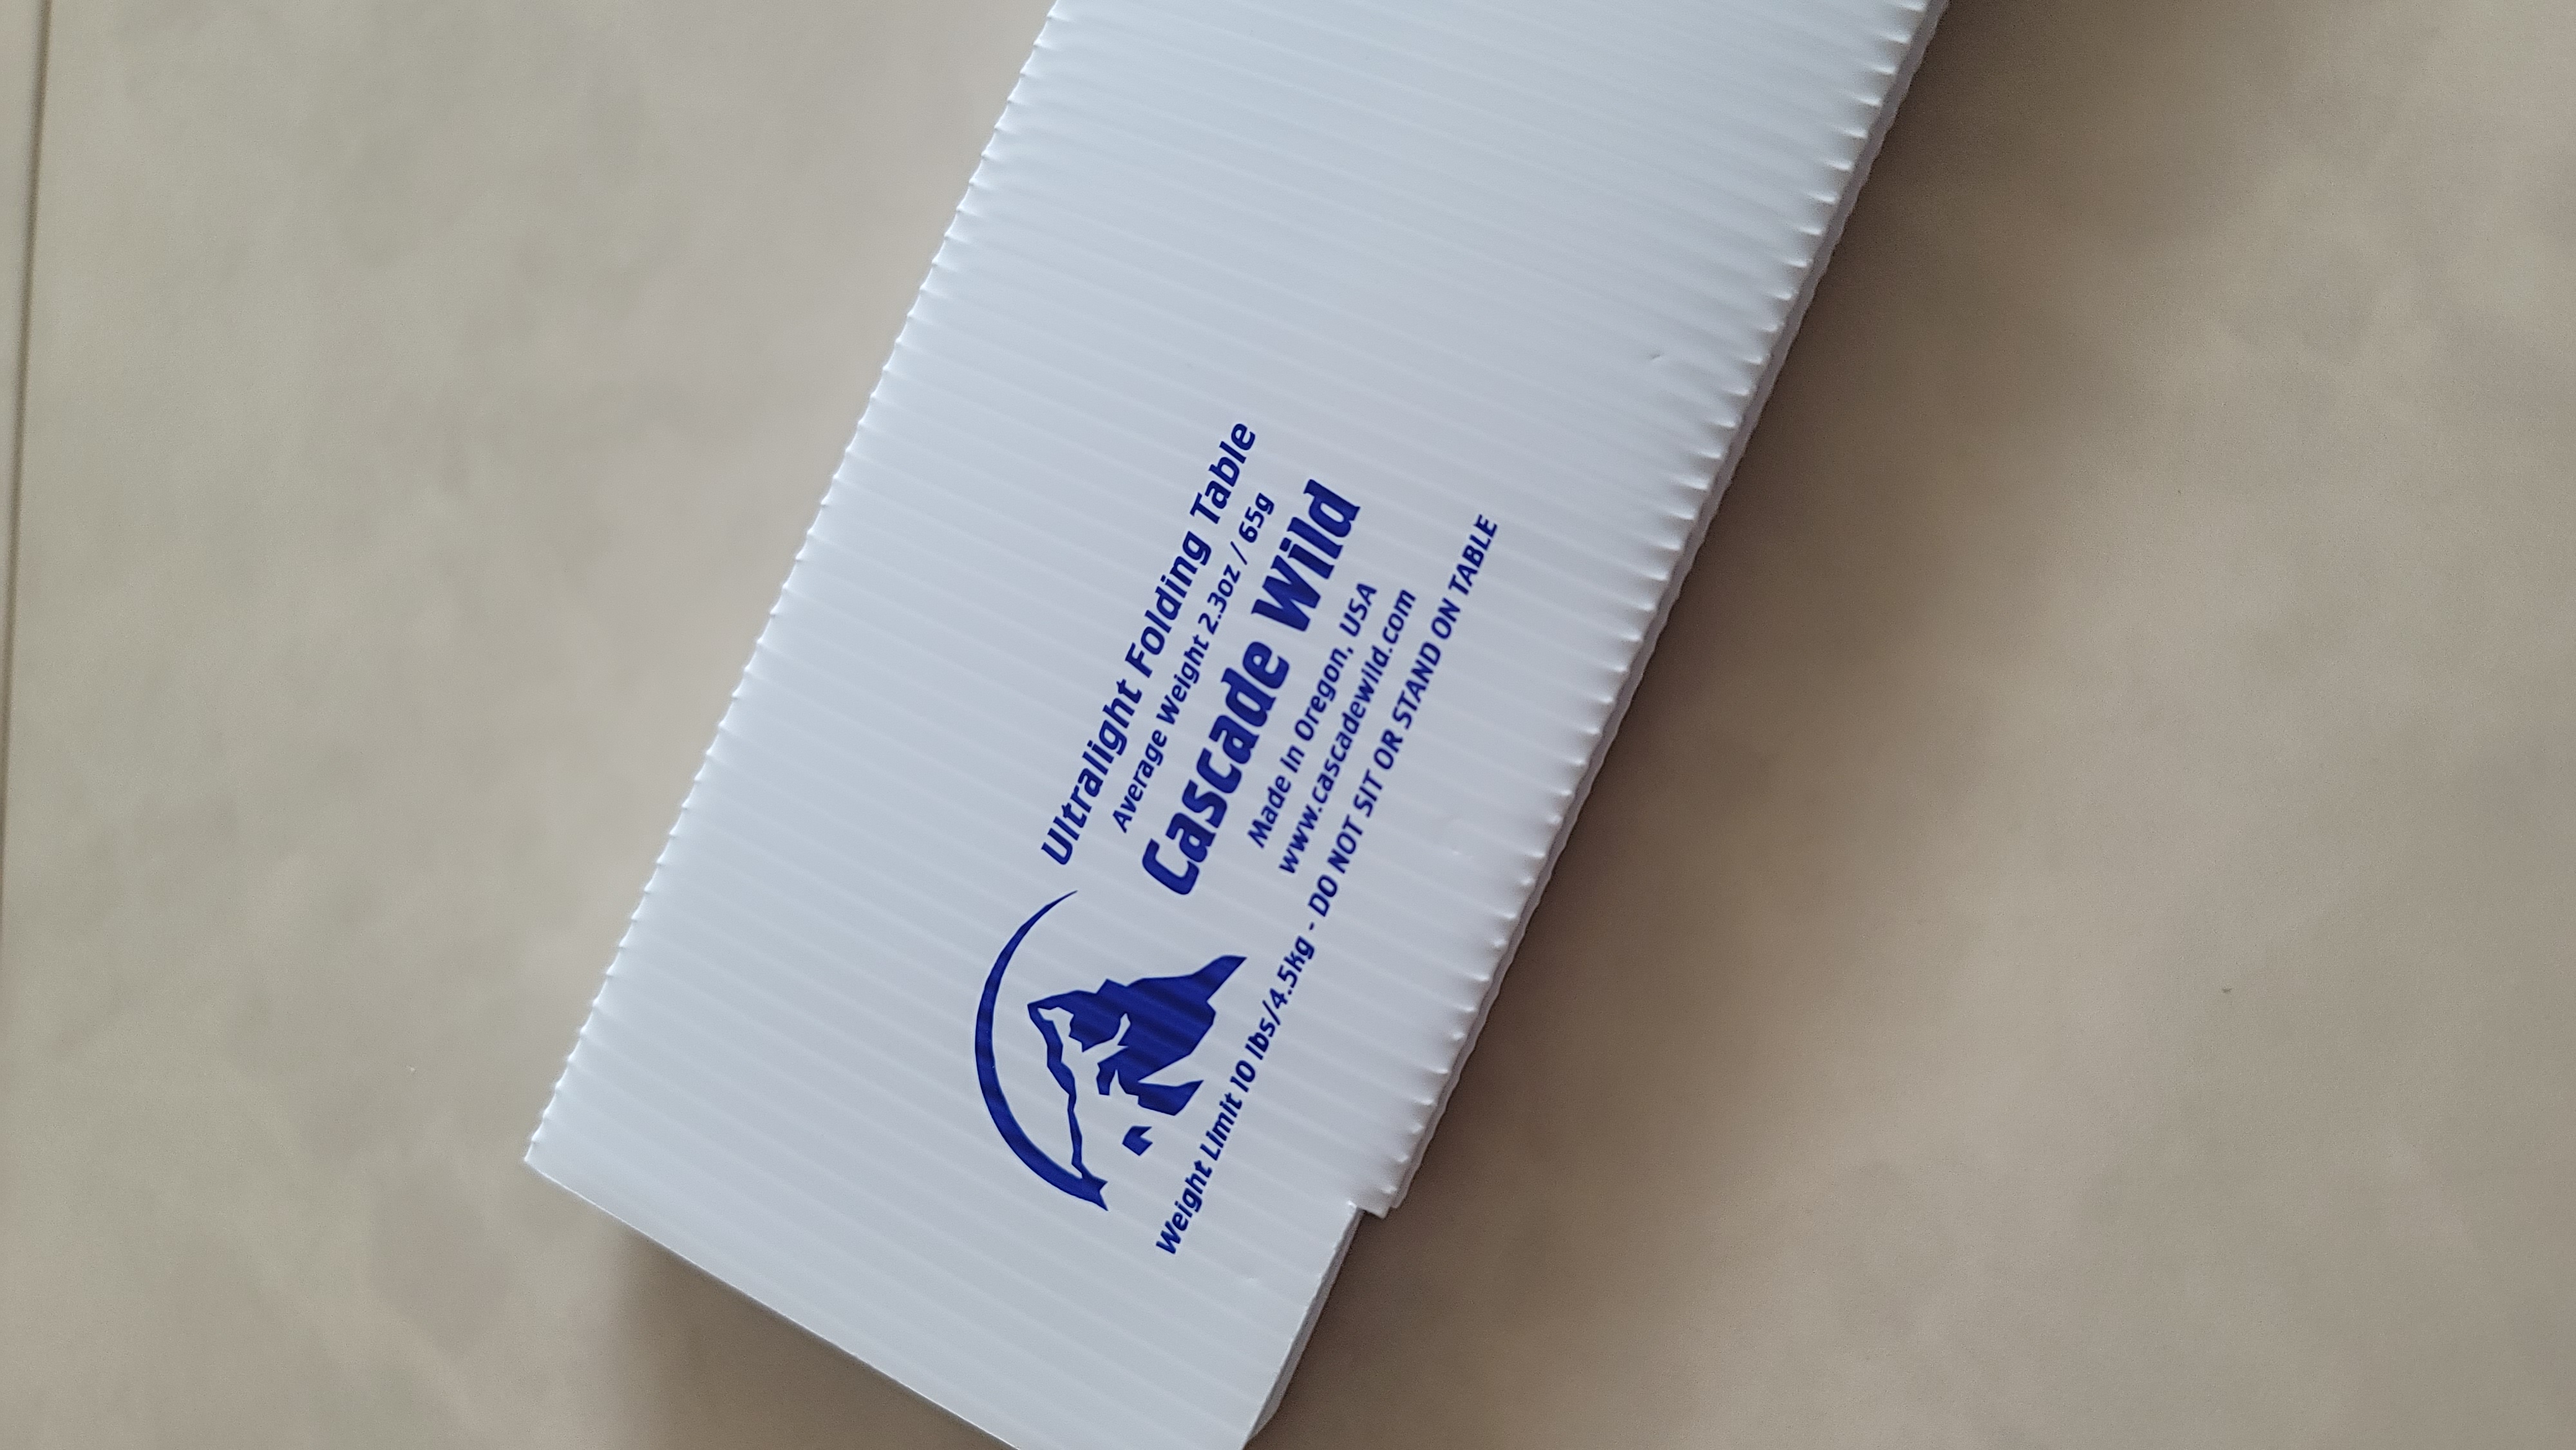 Ultralight Folding Table
Average Weight 2.3oz / 65g
Cascade Wild
Made In Oregon, USA
www.cascadewild.com
Weight Limit 10 lbs/4.5kg - DO NOT SIT OR STAND ON TABLE